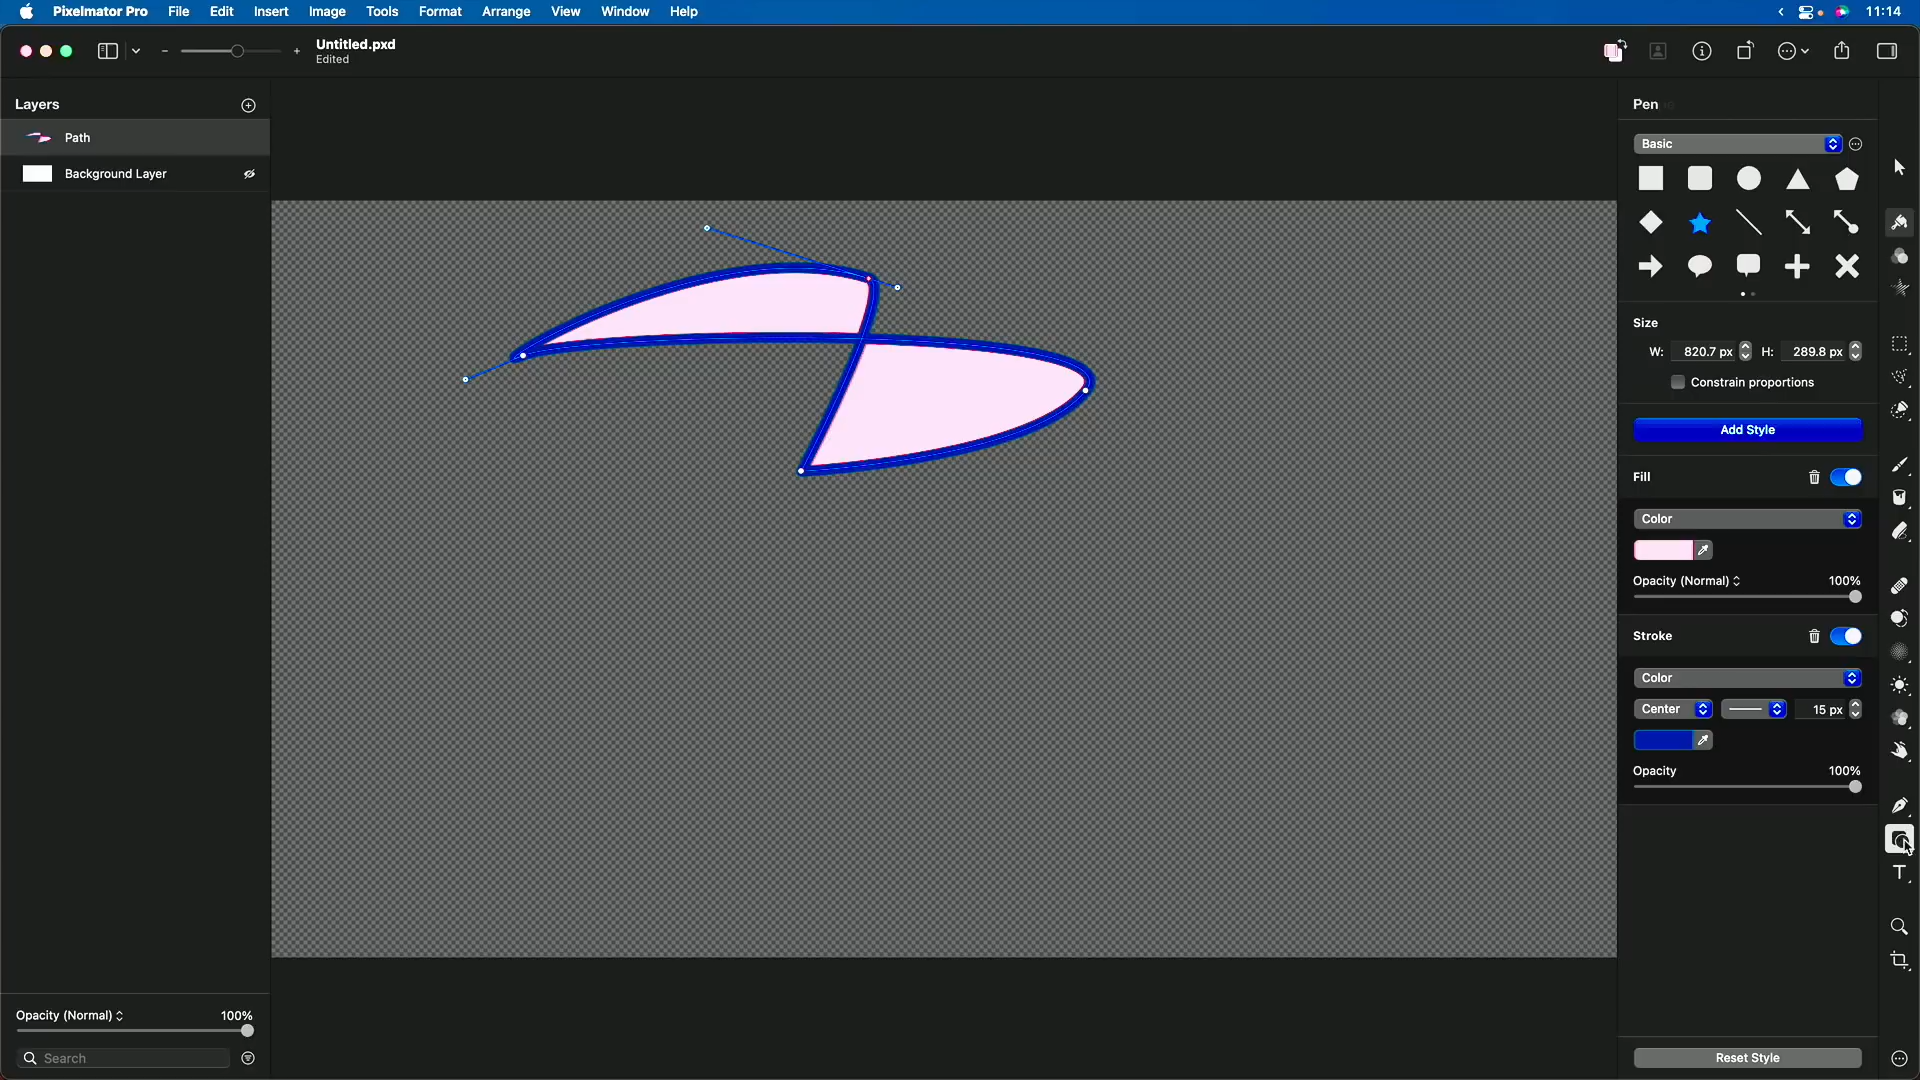 Pixelmator Pro File Edit Insert Image Tools Format Arrange View Window Help 11:14
Untitled.pxd
Edited
Layers
Path
Background Layer
Opacity (Normal) 100%
Search
Pen
Basic
Size
W: 820.7 px H: 289.8 px
Constrain proportions
Add Style
Fill
Color
Opacity (Normal) 100%
Stroke
Color
Center 15 px
Opacity 100%
Reset Style